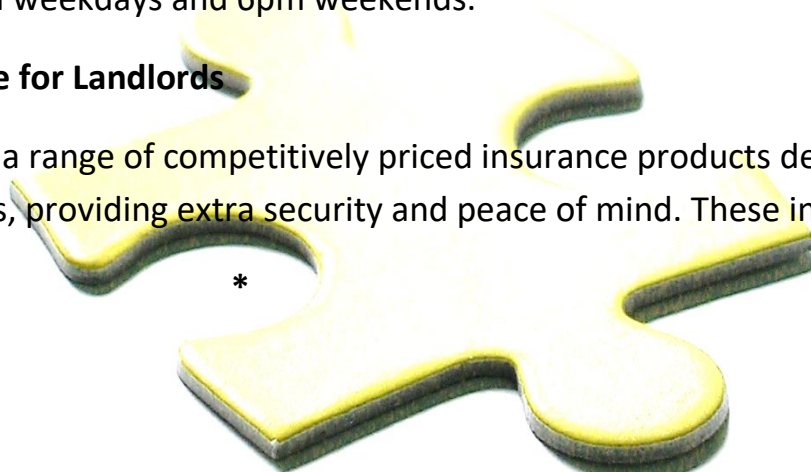 weekdays and 6pm weekends.
e for Landlords
a range of competitively priced insurance products de
s, providing extra security and peace of mind. These in
*